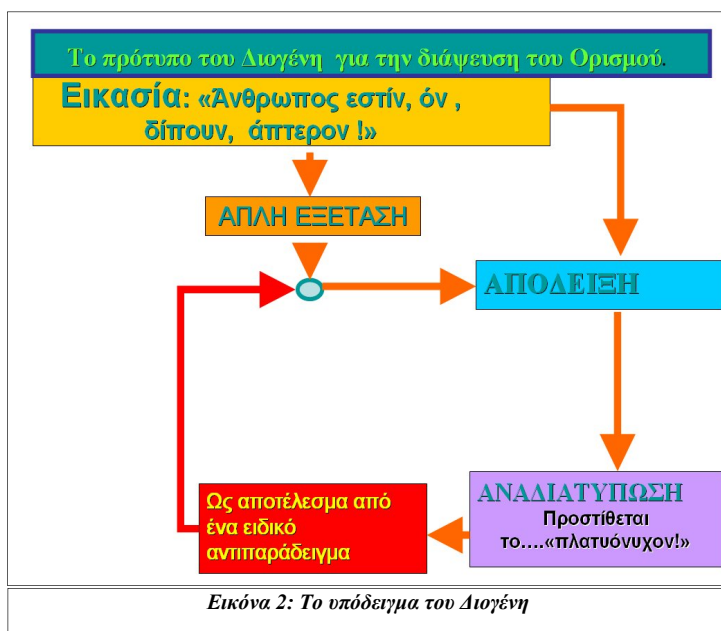 Το πρότυπο του Διογένη για την διάψευση του Ορισμού.
Εικασία: «Άνθρωπος εστίν, όν ,
δίπουν, άπτερον !»
ΑΠΛΗ ΕΞΕΤΑΣΗ
ΑΠΟΔΕΙΞΗ
ΑΝΑΔΙΑΤΥΠΩΣΗ
Προστίθεται
το....«πλατυόνυχον!»
Ως αποτέλεσμα από
ένα ειδικό
αντιπαράδειγμα
Εικόνα 2: Το υπόδειγμα του Διογένη